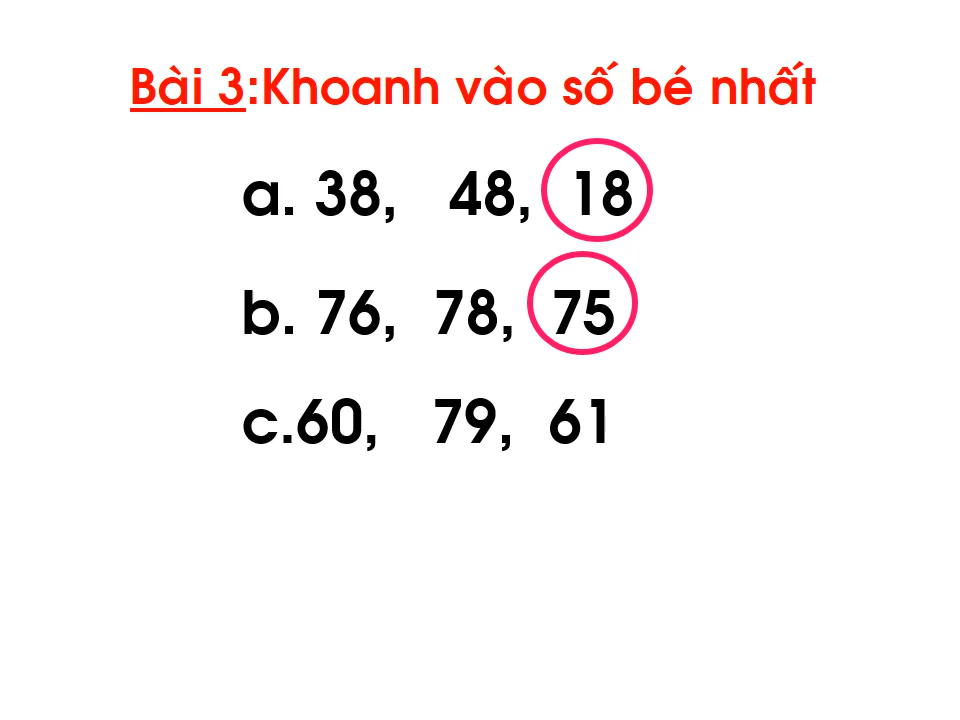 Bài 3:Khoanh vào số bé nhất
a. 38, 48, 18
b. 76, 78, 75
c.60, 79, 61